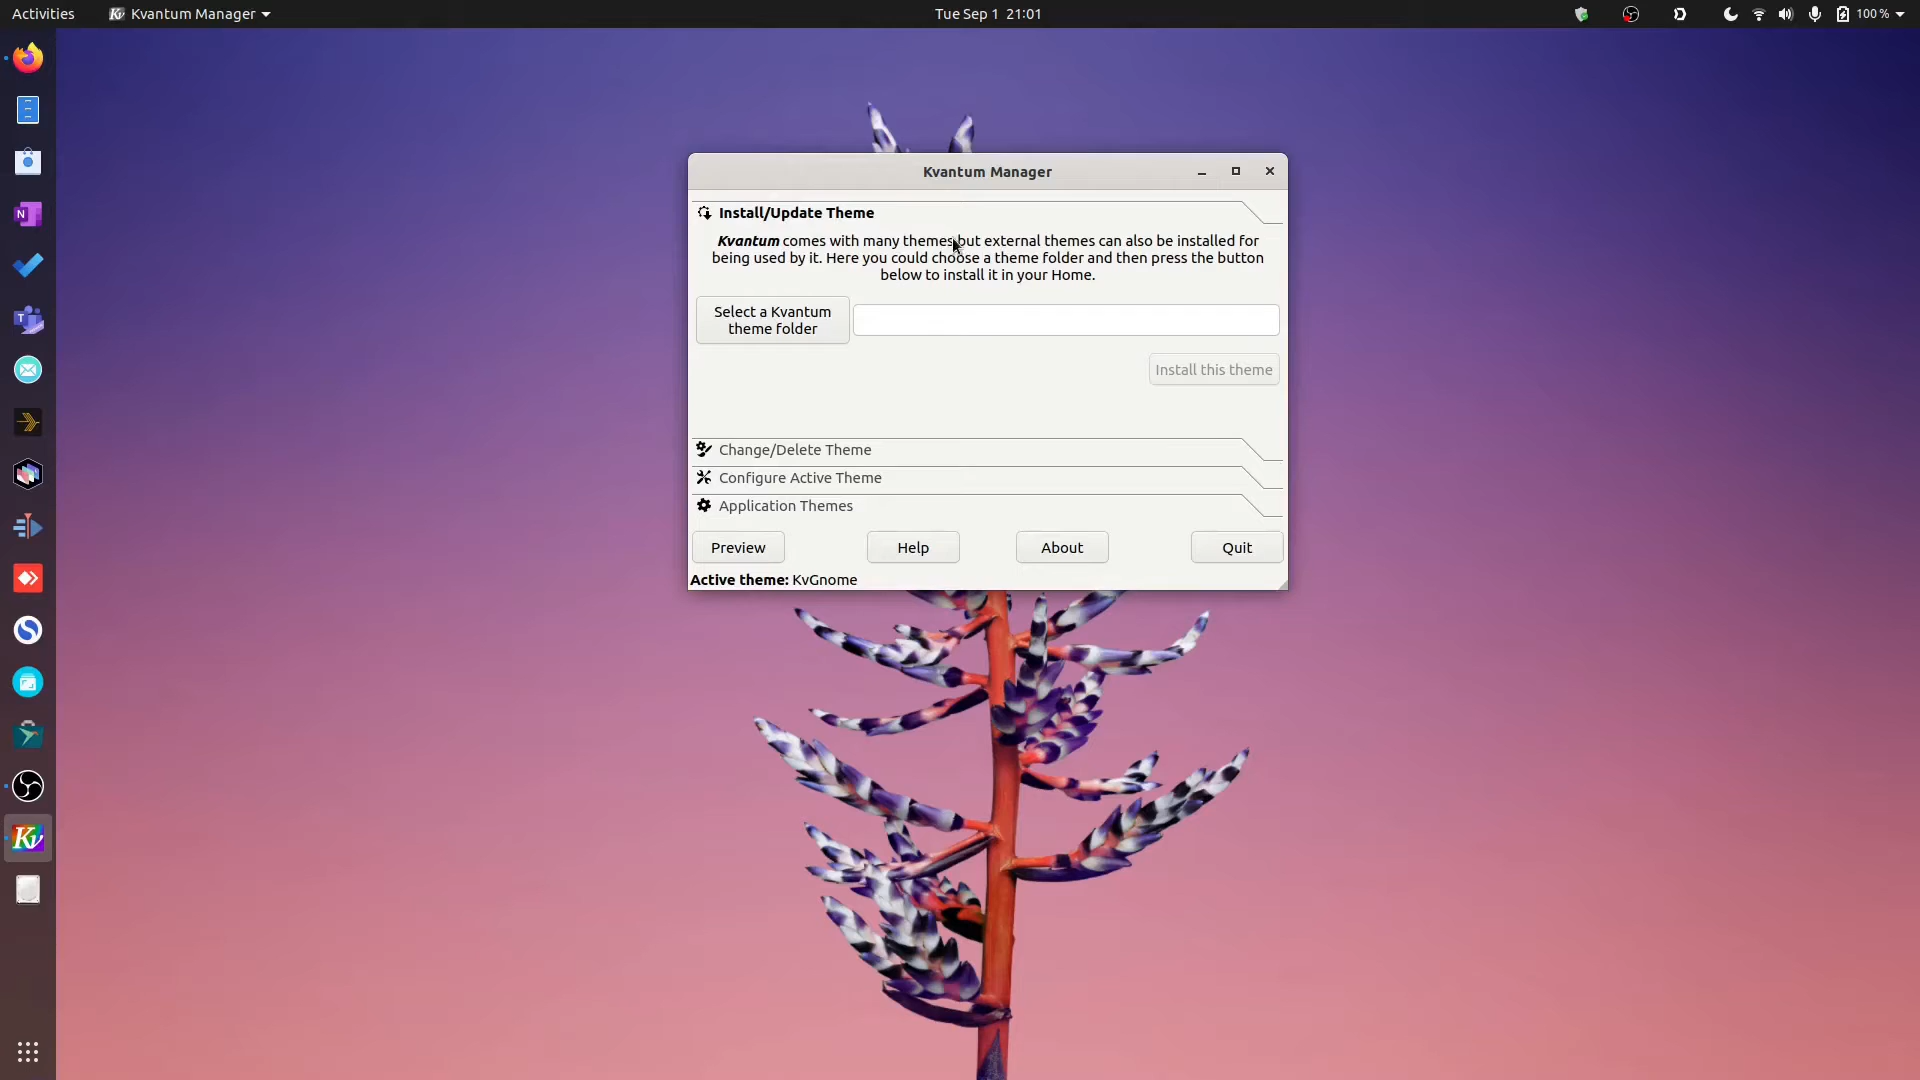 Activities
Kvantum Manager
Tue Sep 1 21:01
100 %
Kvantum Manager
Install/Update Theme
Kvantum comes with many themes but external themes can also be installed for
being used by it. Here you could choose a theme folder and then press the button
below to install it in your Home.
Select a Kvantum
theme folder
Install this theme
Change/Delete Theme
Configure Active Theme
Application Themes
Preview
Help
About
Quit
Active theme: KvGnome